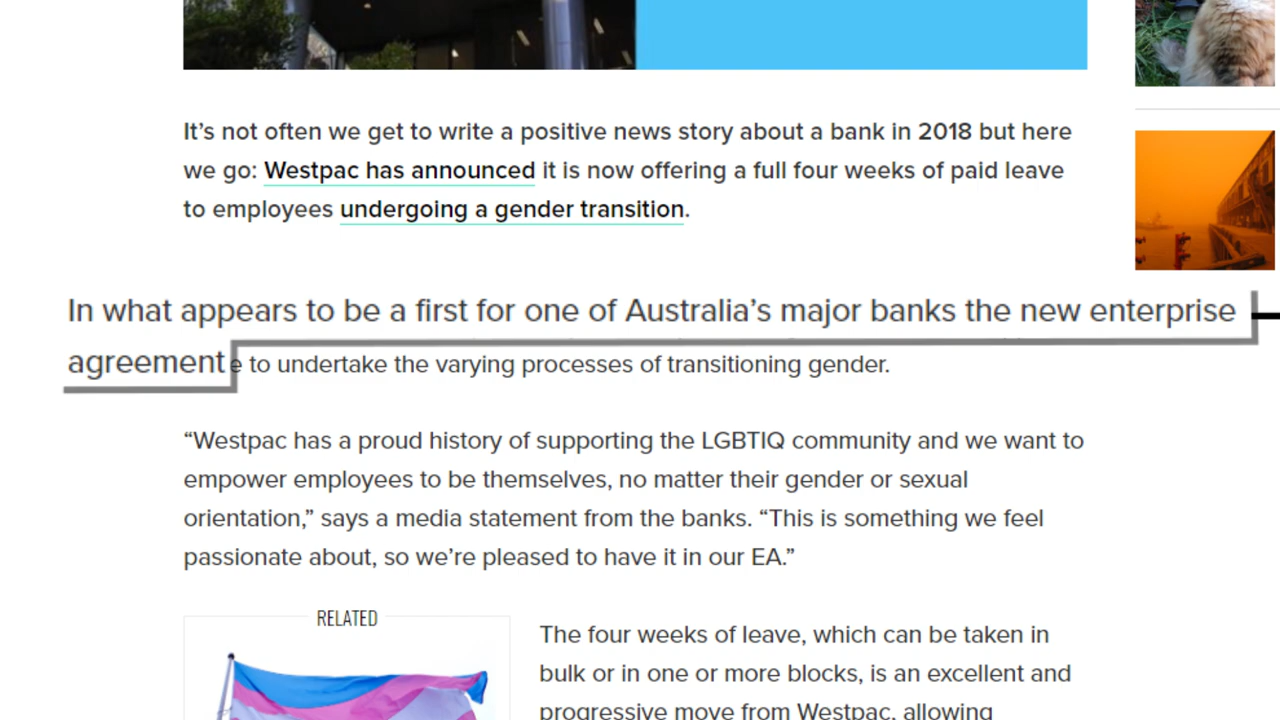 It’s not often we get to write a positive news story about a bank in 2018 but here
we go: Westpac has announced it is now offering a full four weeks of paid leave
to employees undergoing a gender transition.
In what appears to be a first for one of Australia’s major banks the new enterprise
agreement
e to undertake the varying processes of transitioning gender.
“Westpac has a proud history of supporting the LGBTIQ community and we want to
empower employees to be themselves, no matter their gender or sexual
orientation,” says a media statement from the banks. “This is something we feel
passionate about, so we’re pleased to have it in our EA.”
RELATED
The four weeks of leave, which can be taken in
bulk or in one or more blocks, is an excellent and
progressive move from Westpac, allowing